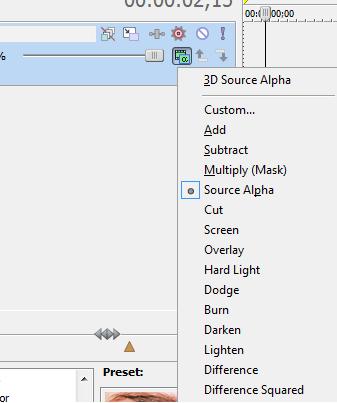 00:00:02;15
00:00:00;00
%
3D Source Alpha
Custom...
Add
Subtract
Multiply (Mask)
Source Alpha
Cut
Screen
Overlay
Hard Light
Dodge
Burn
Darken
Lighten
Difference
Difference Squared
Preset:
or